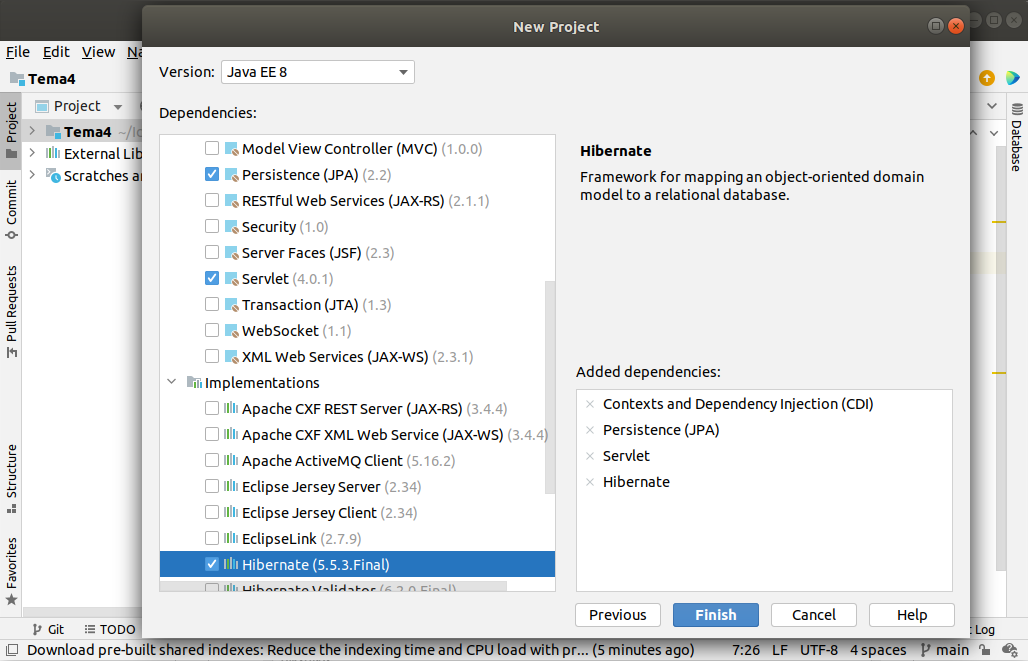 New Project
File Edit View Na
Version: Java EE 8
Tema4
Dependencies:
Project
Project
Tema4 ~/Ic
External Lib
Scratches a
Commit
Pull Requests
Structure
Favorites
Database
Model View Controller (MVC) (1.0.0)
Persistence (JPA) (2.2)
RESTful Web Services (JAX-RS) (2.1.1)
Security (1.0)
Server Faces (JSF) (2.3)
Servlet (4.0.1)
Transaction (JTA) (1.3)
WebSocket (1.1)
XML Web Services (JAX-WS) (2.3.1)
Implementations
Apache CXF REST Server (JAX-RS) (3.4.4)
Apache CXF XML Web Service (JAX-WS) (3.4.4)
Apache ActiveMQ Client (5.16.2)
Eclipse Jersey Server (2.34)
Eclipse Jersey Client (2.34)
EclipseLink (2.7.9)
Hibernate (5.5.3.Final)
Hibernate Validator (6.2.0.Final)
Hibernate
Framework for mapping an object-oriented domain
model to a relational database.
Added dependencies:
Contexts and Dependency Injection (CDI)
Persistence (JPA)
Servlet
Hibernate
Previous Finish Cancel Help
Git TODO Log
Download pre-built shared indexes: Reduce the indexing time and CPU load with pr... (5 minutes ago) 7:26 LF UTF-8 4 spaces main